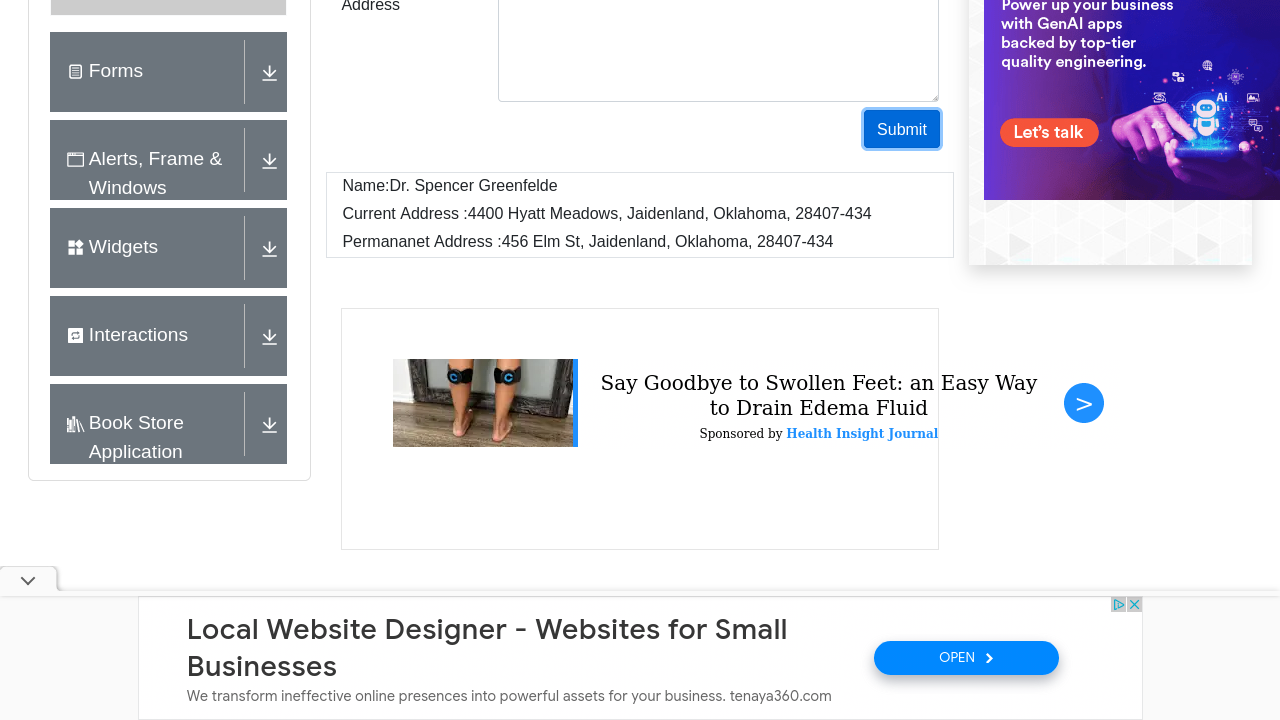 Address
Power up your business
with GenAI apps
backed by top-tier
quality engineering.
Ai
Let's talk
Forms
Submit
Alerts, Frame &
Windows
Name:Dr. Spencer Greenfelde
Current Address :4400 Hyatt Meadows, Jaidenland, Oklahoma, 28407-434
Permananet Address :456 Elm St, Jaidenland, Oklahoma, 28407-434
Widgets
Interactions
Say Goodbye to Swollen Feet: an Easy Way
to Drain Edema Fluid
>
Sponsored by Health Insight Journal
Book Store
Application
Local Website Designer - Websites for Small
Businesses
OPEN
We transform ineffective online presences into powerful assets for your business. tenaya360.com